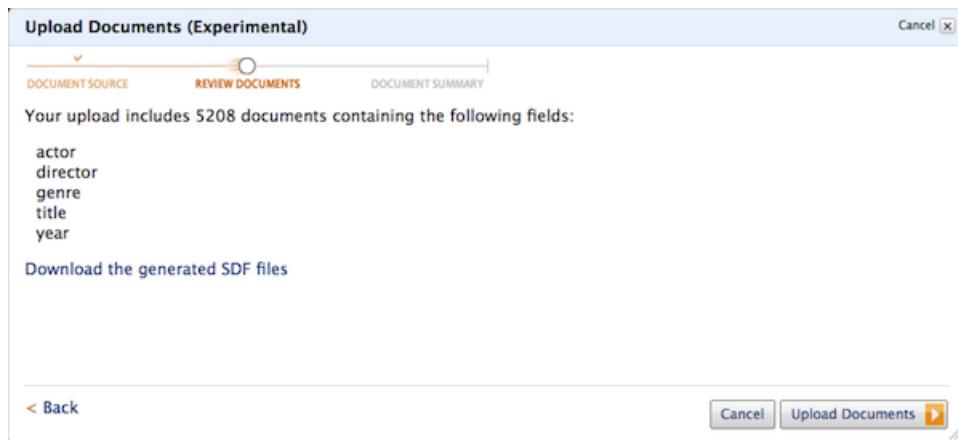 Upload Documents (Experimental)
Cancel x
DOCUMENT SOURCE REVIEW DOCUMENTS DOCUMENT SUMMARY
Your upload includes 5208 documents containing the following fields:
actor
director
genre
title
year
Download the generated SDF files
< Back
Cancel Upload Documents